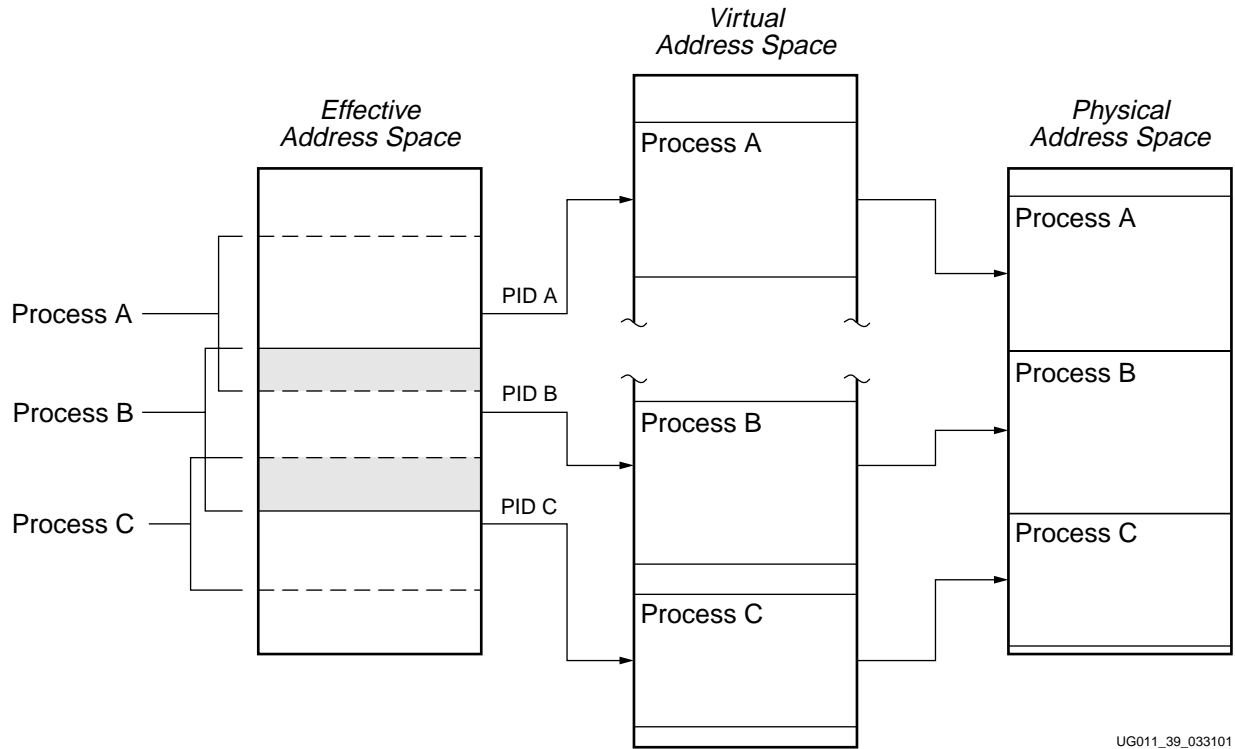 Virtual
Address Space
Effective
Address Space
Physical
Address Space
Process A
Process A
Process A
PID A
Process B
PID B
Process B
Process B
Process C
PID C
Process C
Process C
UG011_39_033101